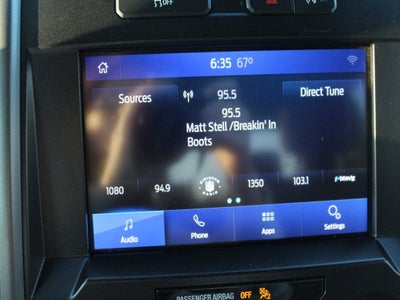 OFF
6:35 67°
Sources
95.5
Direct Tune
95.5
Matt Stell /Breakin' In
Boots
1080
94.9
1350
103.1
Audio
Phone
Apps
Settings
PASSENGER AIRBAG OFF